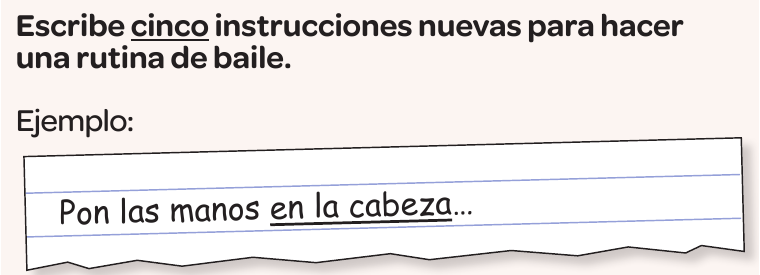 Escribe cinco instrucciones nuevas para hacer
una rutina de baile.
Ejemplo:
Pon las manos en la cabeza...